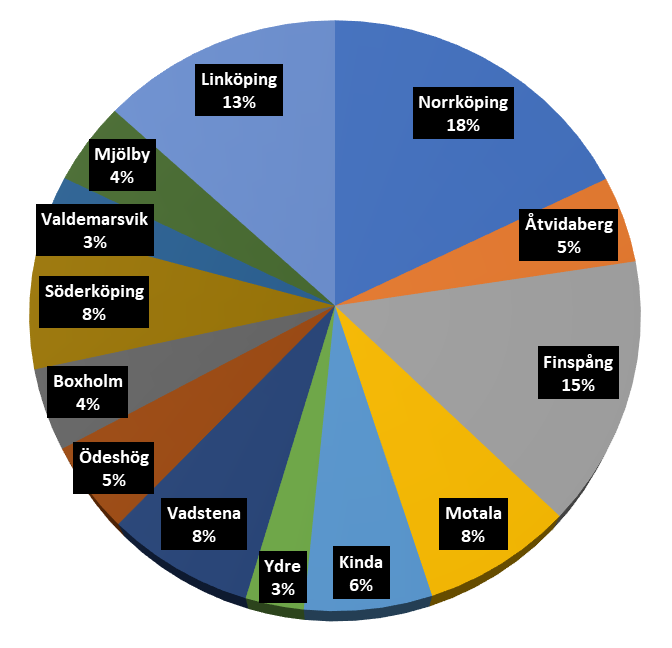 Norrköping
18%
Åtvidaberg
5%
Finspång
15%
Motala
8%
Kinda
6%
Ydre
3%
Vadstena
8%
Ödeshög
5%
Boxholm
4%
Söderköping
8%
Valdemarsvik
3%
Mjölby
4%
Linköping
13%